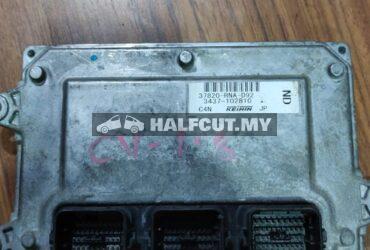 37820-RNA-D92
3437-102810
C4N KEIHIN JP
ND
HALFCUT.MY